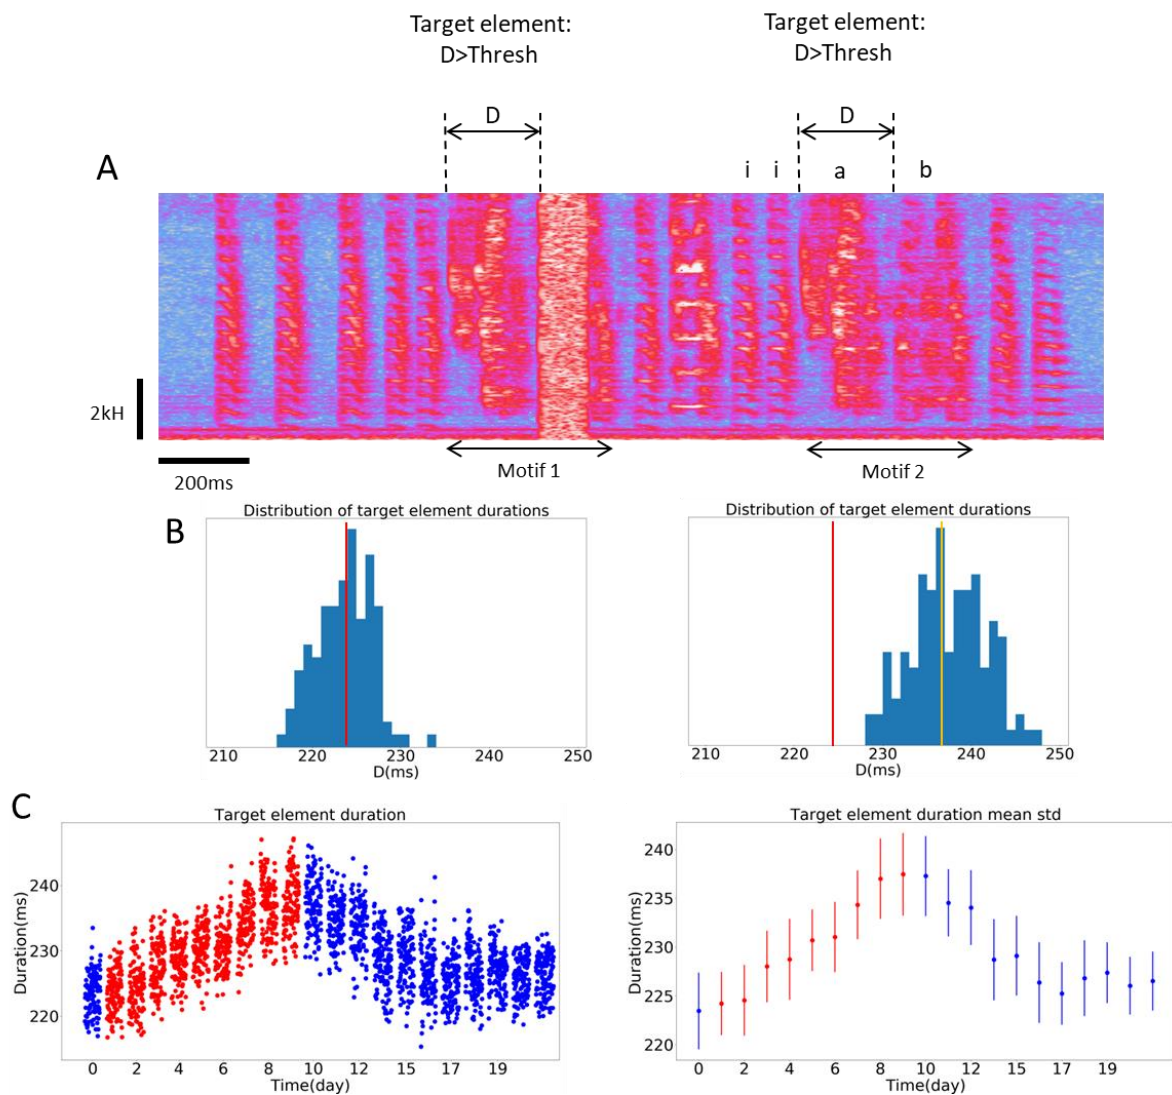 Target element:
D>Thresh
Target element:
D>Thresh
D
D
A
i i a b
2kH
200ms
Motif 1
Motif 2
B
Distribution of target element durations
210 220 230 240 250
D(ms)
Distribution of target element durations
210 220 230 240 250
D(ms)
C
Target element duration
Duration(ms)
240
230
220
0 2 4 6 8 10 12 15 17 19
Time(day)
Target element duration mean std
Duration(ms)
240
235
230
225
220
0 2 4 6 8 10 12 15 17 19
Time(day)